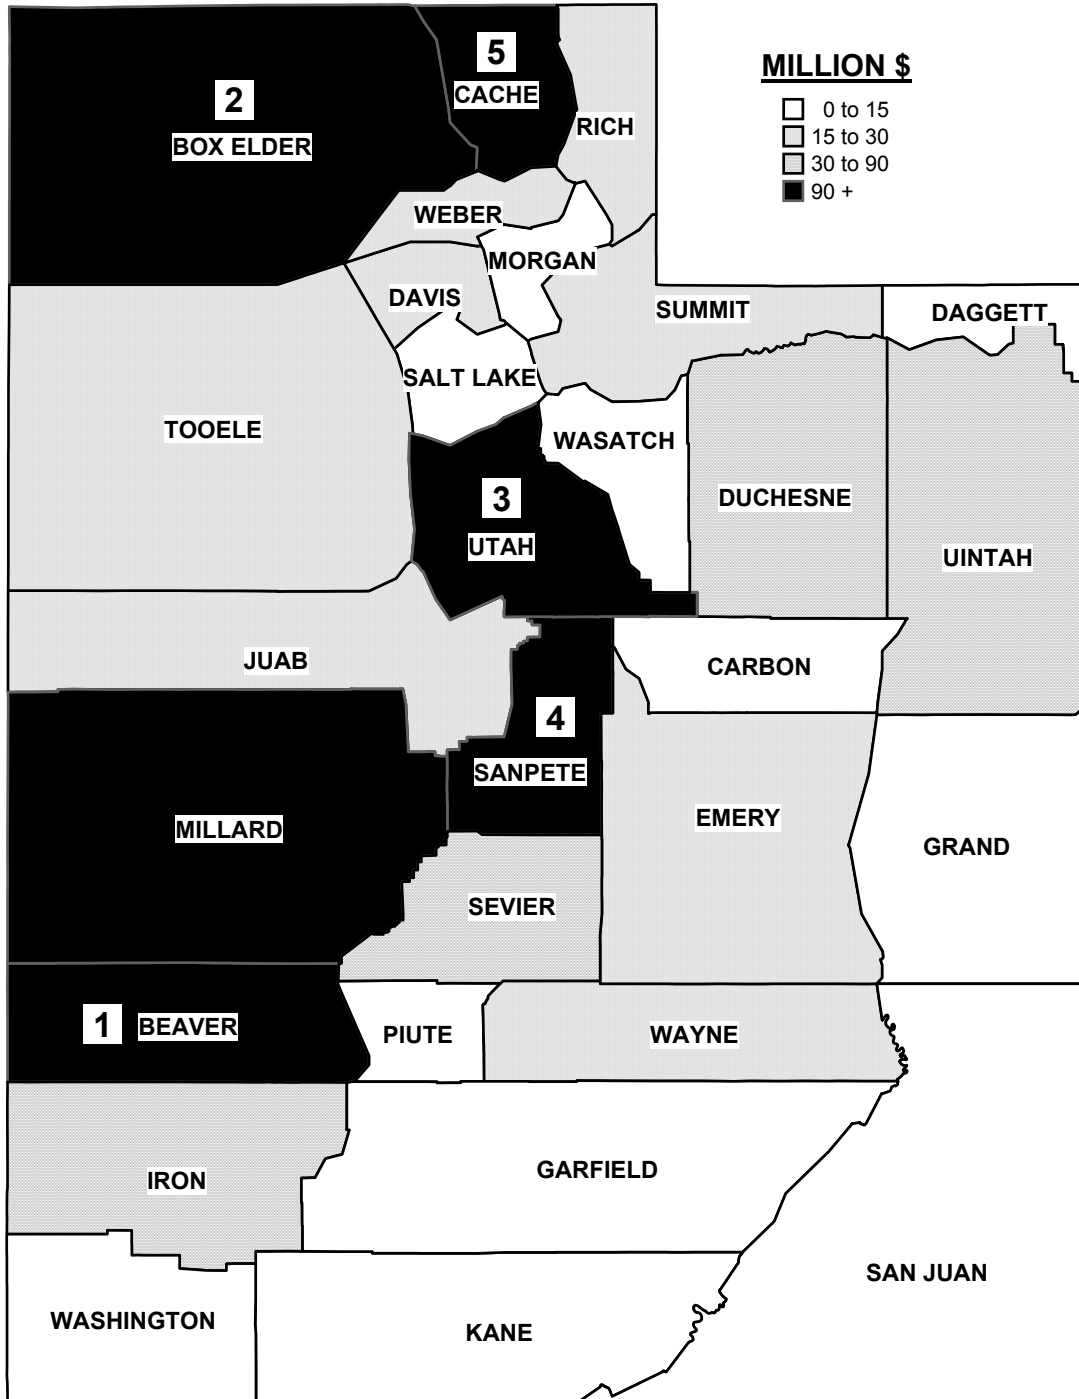 5
CACHE
MILLION $
2
BOX ELDER
0 to 15
15 to 30
30 to 90
90 +
RICH
WEBER
MORGAN
DAVIS
SUMMIT
DAGGETT
SALT LAKE
TOOELE
WASATCH
3
UTAH
DUCHESNE
UINTAH
JUAB
CARBON
4
SANPETE
MILLARD
EMERY
GRAND
SEVIER
1 BEAVER
PIUTE
WAYNE
IRON
GARFIELD
SAN JUAN
WASHINGTON
KANE